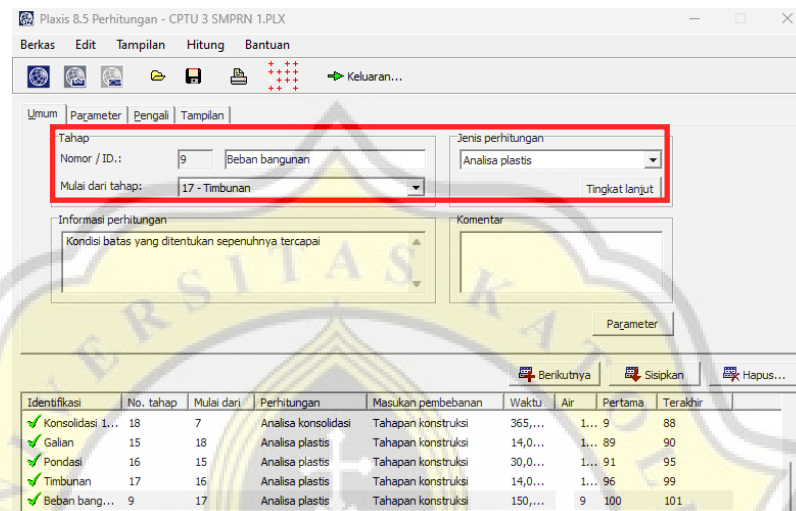 Plaxis 8.5 Perhitungan - CPTU 3 SMPRN 1.PLX
Berkas Edit Tampilan Hitung Bantuan
Keluaran...
Umum Parameter Pengali Tampilan
Tahap
Nomor / ID.: 9 Beban bangunan
Mulai dari tahap: 17 - Timbunan
Jenis perhitungan
Analisa plastis
Tingkat lanjut
Informasi perhitungan
Kondisi batas yang ditentukan sepenuhnya tercapai
Komentar
Parameter
Berikutnya Sisipkan Hapus...
Identifikasi No. tahap Mulai dari Perhitungan Masukan pembebanan Waktu Air Pertama Terakhir
Konsolidasi 1... 18 7 Analisa konsolidasi Tahapan konstruksi 365,... 1... 9 88
Galian 15 18 Analisa plastis Tahapan konstruksi 14,0... 1... 89 90
Pondasi 16 15 Analisa plastis Tahapan konstruksi 30,0... 1... 91 95
Timbunan 17 16 Analisa plastis Tahapan konstruksi 14,0... 1... 96 99
Beban bang... 9 17 Analisa plastis Tahapan konstruksi 150,... 9 100 101
UNIVERSITAS KATOL